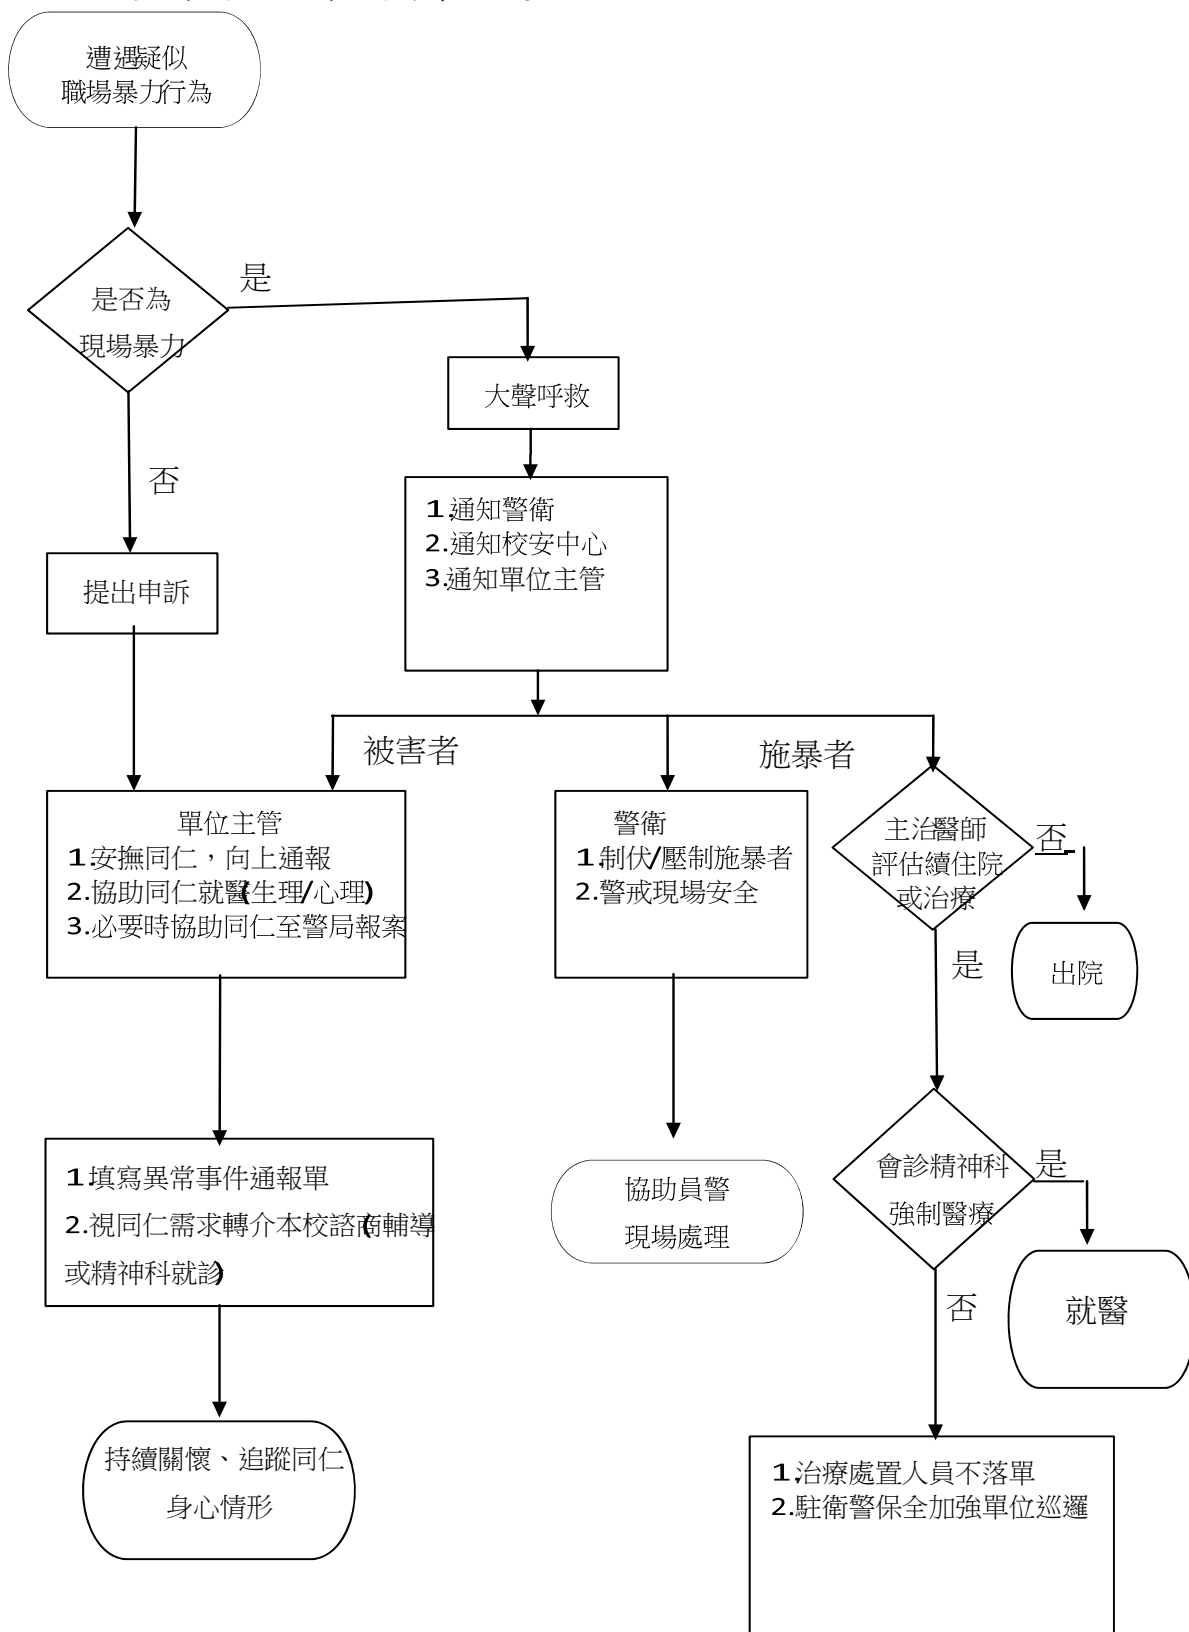 遭遇疑似
職場暴力行為
是
是否為
現場暴力
大聲呼救
否
1.通知警衛
2.通知校安中心
3.通知單位主管
提出申訴
被害者
施暴者
單位主管
1.安撫同仁，向上通報
2.協助同仁就醫(生理/心理)
3.必要時協助同仁至警局報案
警衛
1.制伏/壓制施暴者
2.警戒現場安全
主治醫師
評估續住院
或治療
否
是
出院
1.填寫異常事件通報單
2.視同仁需求轉介本校諮商輔導(
或精神科就診)
協助員警
現場處理
會診精神科
強制醫療
是
否
就醫
持續關懷、追蹤同仁
身心情形
1.治療處置人員不落單
2.駐衛警保全加強單位巡邏